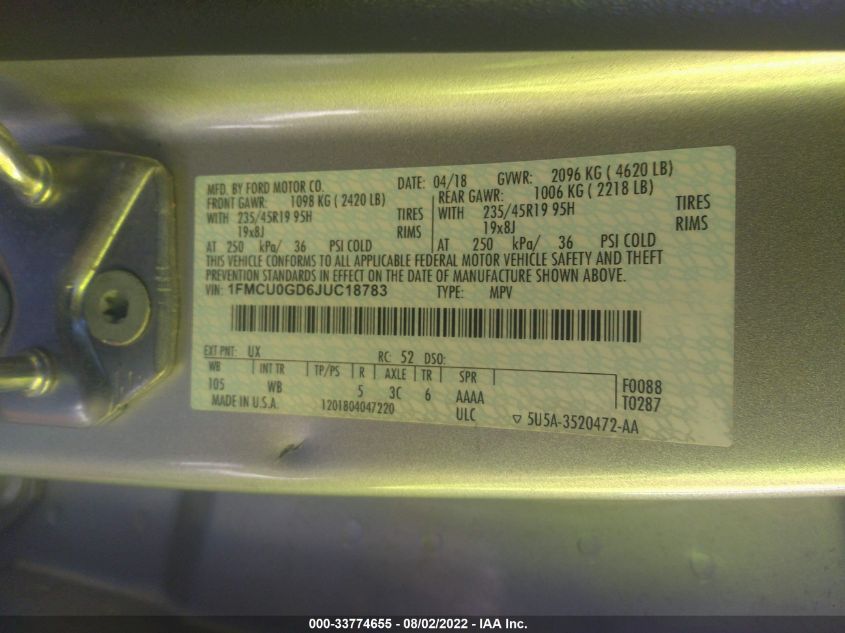 MFD. BY FORD MOTOR CO.
DATE: 04/18 GVWR: 2096 KG ( 4620 LB)
FRONT GAWR: 1098 KG ( 2420 LB)
WITH 235/45R19 95H TIRES
19x8J RIMS
AT 250 kPa/ 36 PSI COLD
REAR GAWR: 1006 KG ( 2218 LB)
WITH 235/45R19 95H TIRES
19x8J RIMS
AT 250 kPa/ 36 PSI COLD
THIS VEHICLE CONFORMS TO ALL APPLICABLE FEDERAL MOTOR VEHICLE SAFETY AND THEFT
PREVENTION STANDARDS IN EFFECT ON THE DATE OF MANUFACTURE SHOWN ABOVE.
VIN: 1FMCU0GD6JUC18783 TYPE: MPV
EXT PNT: UX RC: 52 DSO:
WB INT TR TP/PS R AXLE TR SPR
105 WB 5 3C 6 AAAA
F0088
T0287
MADE IN U.S.A. 1201804047220 ULC
▽ 5U5A-3520472-AA
000-33774655 - 08/02/2022 - IAA Inc.